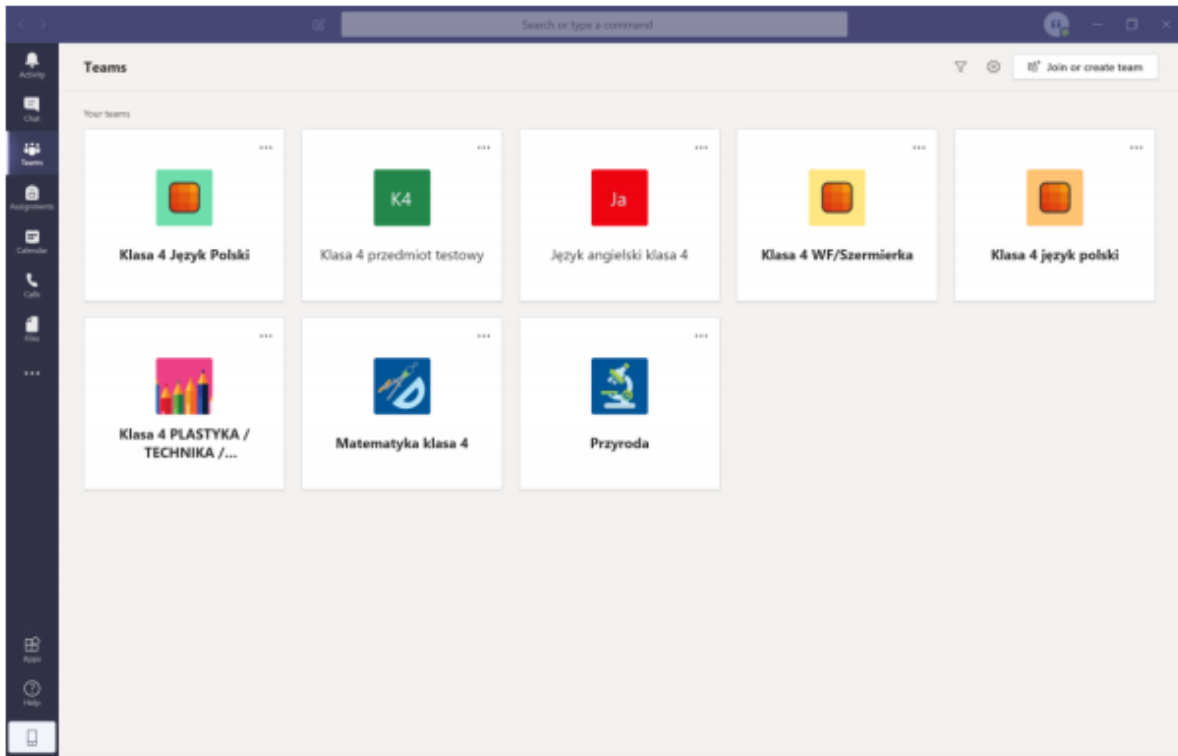 Search or type a command
Activity
Chat
Teams
Assignments
Calendar
Calls
Files
Apps
Help
Teams
Join or create team
Your teams
Klasa 4 Język Polski
K4
Klasa 4 przedmiot testowy
Ja
Język angielski klasa 4
Klasa 4 WF/Szermierka
Klasa 4 język polski
Klasa 4 PLASTYKA /
TECHNIKA /...
Matematyka klasa 4
Przyroda